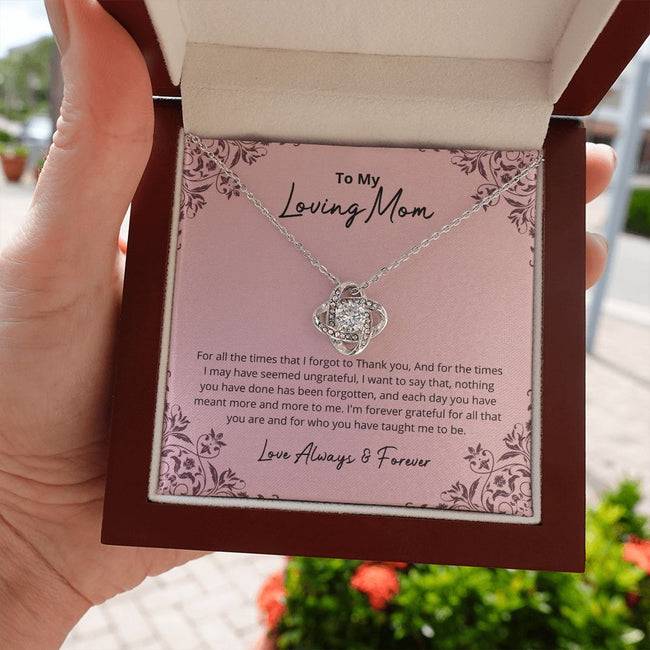 To My
Loving Mom
For all the times that I forgot to Thank you, And for the times
I may have seemed ungrateful, I want to say that, nothing
you have done has been forgotten, and each day you have
meant more and more to me. I'm forever grateful for all that
you are and for who you have taught me to be.
Love Always & Forever